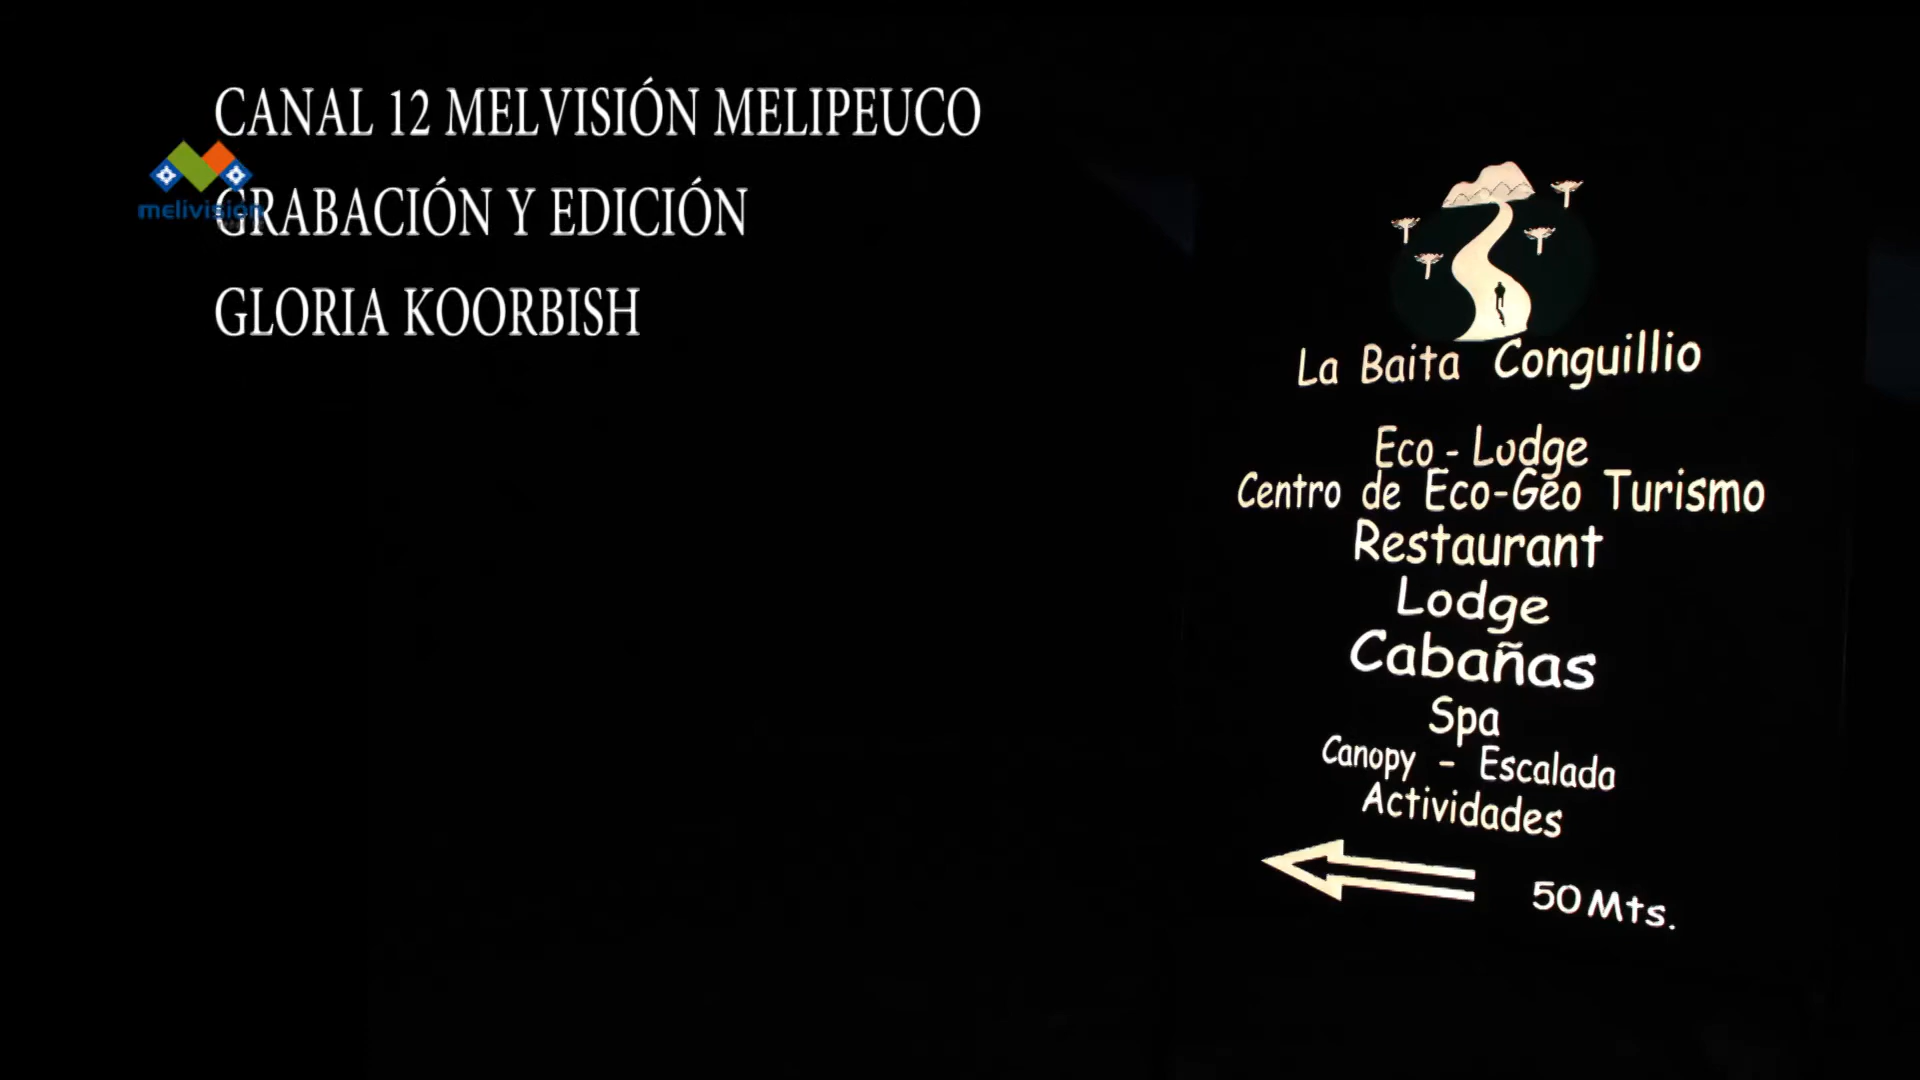 CANAL 12 MELVISIÓN MELIPEUCO
melivisión
GRABACIÓN Y EDICIÓN
GLORIA KOORBISH
La Baita Conguillio
Eco - Lodge
Centro de Eco-Geo Turismo
Restaurant
Lodge
Cabañas
Spa
Canopy - Escalada
Actividades
50 Mts.